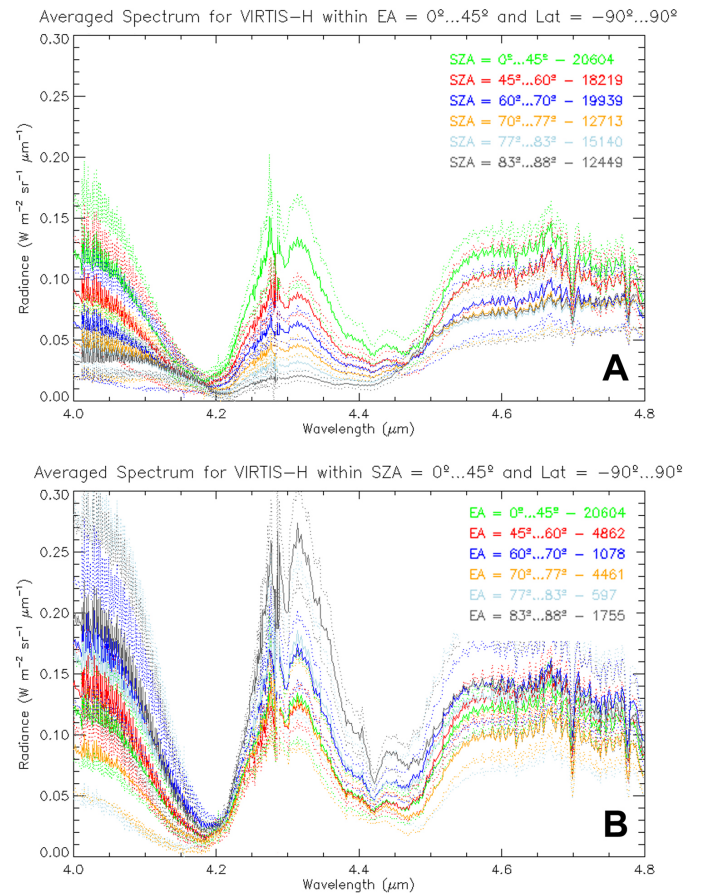 Averaged Spectrum for VIRTIS−H within EA = 0º...45º and Lat = −90º...90º
0.30
SZA = 0º...45º − 20604
SZA = 45º...60º − 18219
0.25
SZA = 60º...70º − 19939
SZA = 70º...77º − 12713
SZA = 77º...83º − 15140
SZA = 83º...88º − 12449
0.20
0.15
0.10
0.05
0.00
Radiance (W m−2 sr−1 μm−1)
A
4.0 4.2 4.4 4.6 4.8
Wavelength (μm)
Averaged Spectrum for VIRTIS−H within SZA = 0º...45º and Lat = −90º...90º
0.30
EA = 0º...45º − 20604
EA = 45º...60º − 4862
0.25
EA = 60º...70º − 1078
EA = 70º...77º − 4461
EA = 77º...83º − 597
EA = 83º...88º − 1755
0.20
0.15
0.10
0.05
0.00
Radiance (W m−2 sr−1 μm−1)
B
4.0 4.2 4.4 4.6 4.8
Wavelength (μm)